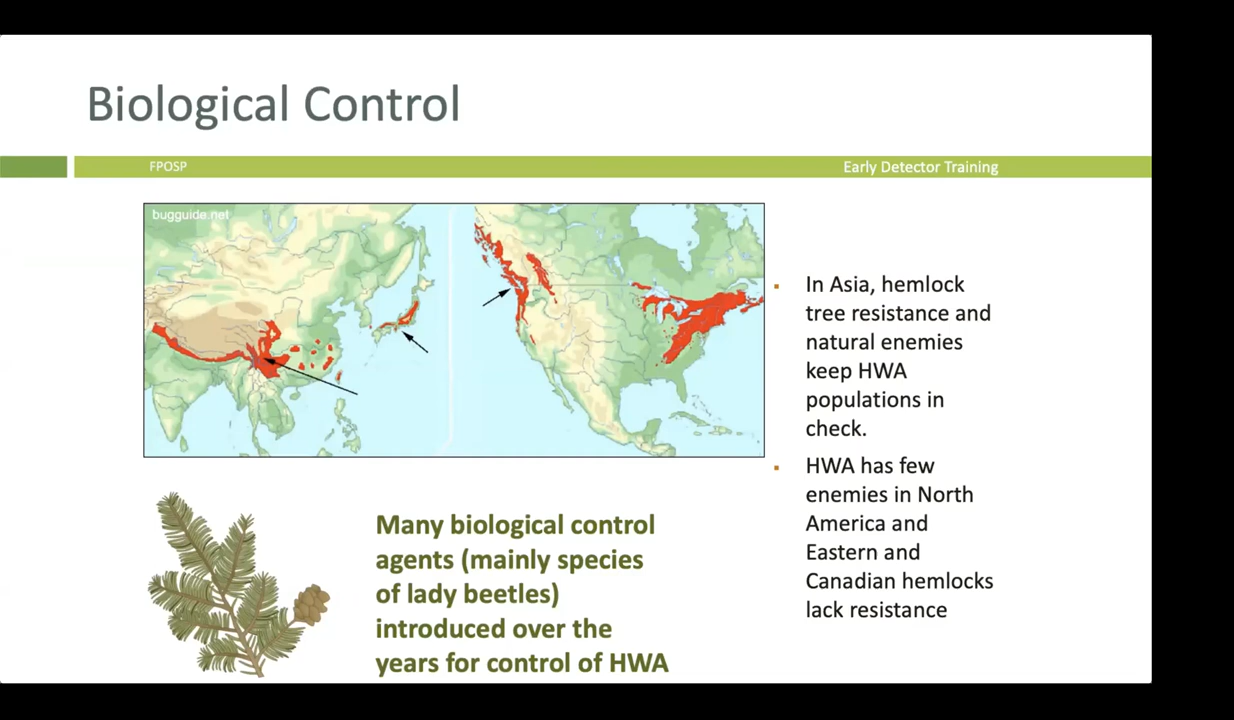 Biological Control
FPOSP
Early Detector Training
bugguide.net
In Asia, hemlock
tree resistance and
natural enemies
keep HWA
populations in
check.
HWA has few
enemies in North
America and
Eastern and
Canadian hemlocks
lack resistance
Many biological control
agents (mainly species
of lady beetles)
introduced over the
years for control of HWA